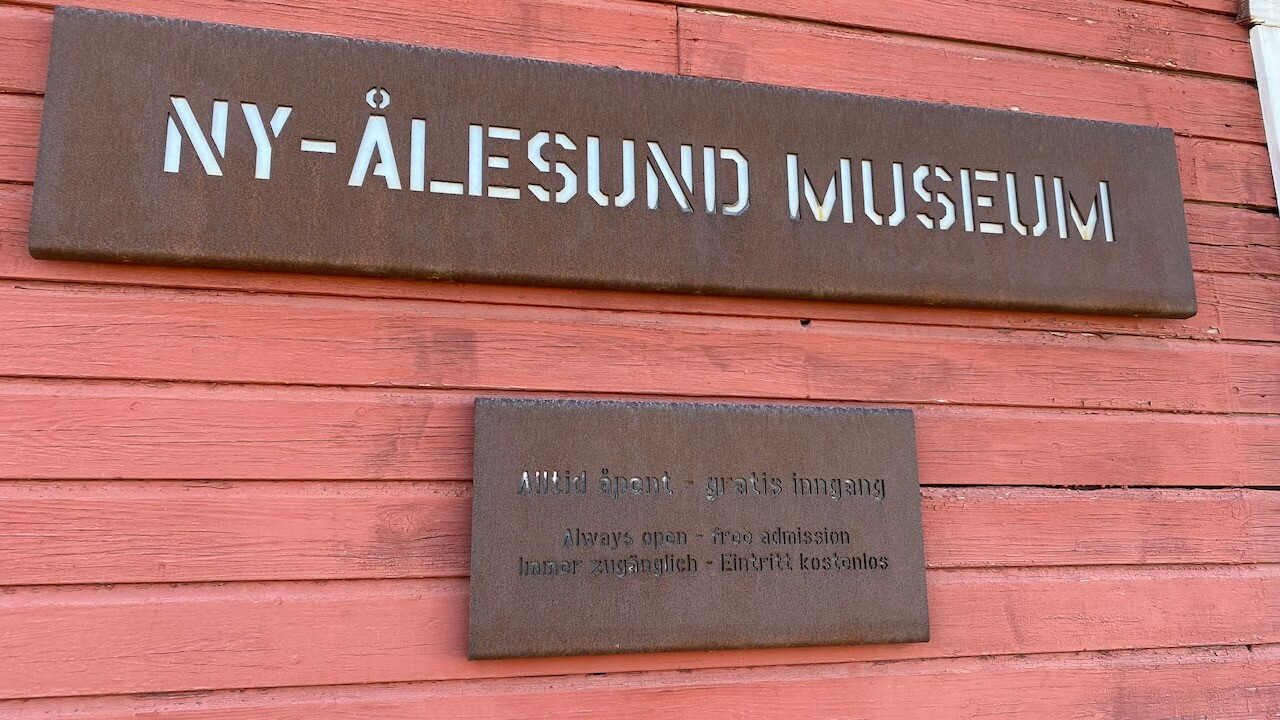 NY-ÅLESUND MUSEUM
Alltid åpent - gratis inngang
Always open - free admission
Immer zugänglich - Eintritt kostenlos